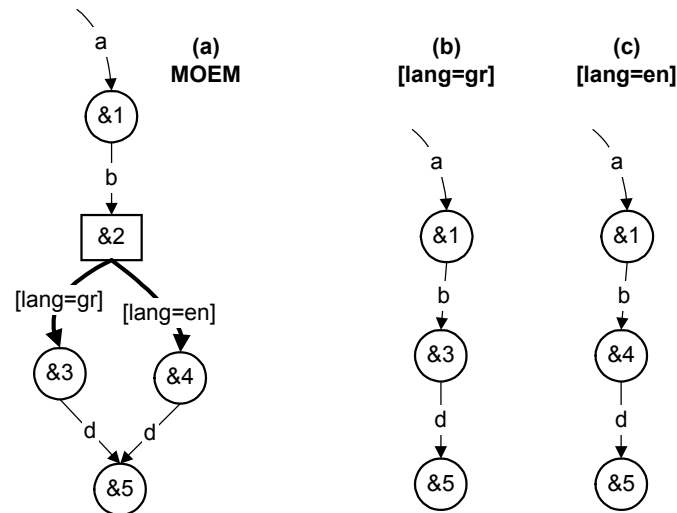 a
(a)
MOEM
&1
b
&2
[lang=gr]
[lang=en]
&3
&4
d
d
&5
(b)
[lang=gr]
a
&1
b
&3
d
&5
(c)
[lang=en]
a
&1
b
&4
d
&5